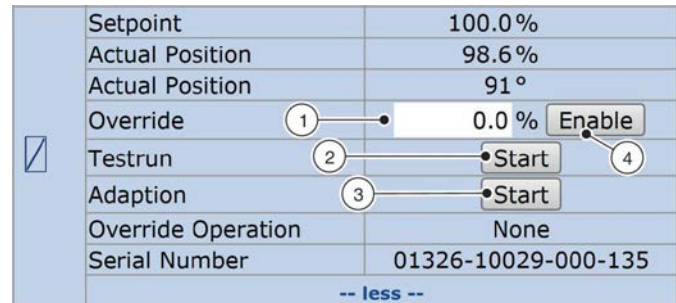 Setpoint 100.0 %
Actual Position 98.6 %
Actual Position 91 °
Override 1 0.0 % Enable
Testrun 2 Start 4
Adaption 3 Start
Override Operation None
Serial Number 01326-10029-000-135
-- less --